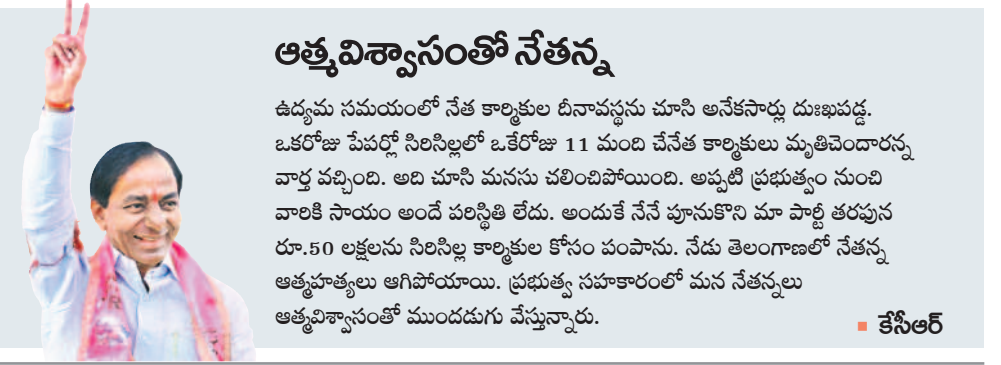 ఆత్మవిశ్వాసంతో నేతన్న
ఉద్యమ సమయంలో నేత కార్మికుల దీనావస్థను చూసి అనేకసార్లు దుఃఖపడ్డ.
ఒకరోజు పేపర్లో సిరిసిల్లలో ఒకేరోజు 11 మంది చేనేత కార్మికులు మృతిచెందారన్న
వార్త వచ్చింది. అది చూసి మనసు చలించిపోయింది. అప్పటి ప్రభుత్వం నుంచి
వారికి సాయం అందే పరిస్థితి లేదు. అందుకే నేనే పూనుకొని మా పార్టీ తరపున
రూ.50 లక్షలను సిరిసిల్ల కార్మికుల కోసం పంపాను. నేడు తెలంగాణలో నేతన్న
ఆత్మహత్యలు ఆగిపోయాయి. ప్రభుత్వ సహకారంలో మన నేతన్నలు
ఆత్మవిశ్వాసంతో ముందడుగు వేస్తున్నారు.
■ కేసీఆర్